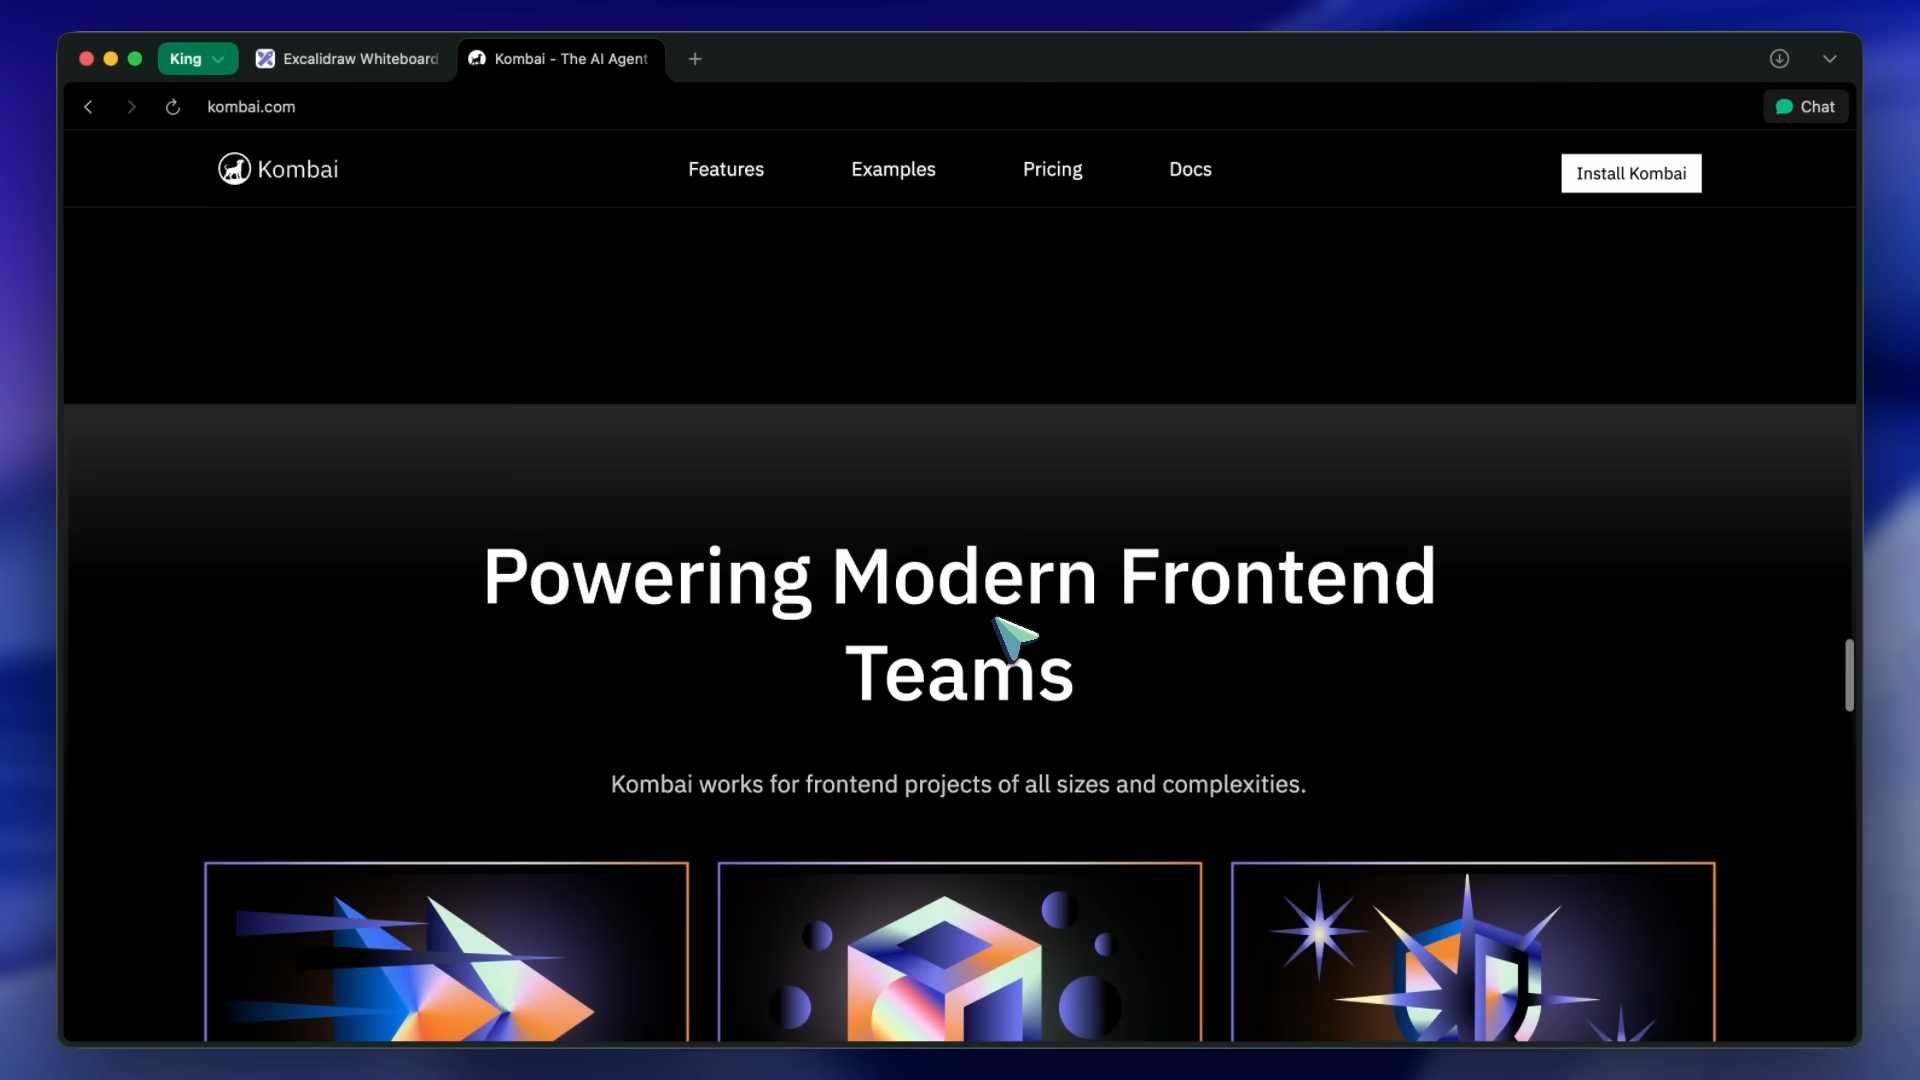 King
Excalidraw Whiteboard
Kombai - The AI Agent
kombai.com
Chat
Kombai
Features
Examples
Pricing
Docs
Install Kombai
Powering Modern Frontend
Teams
Kombai works for frontend projects of all sizes and complexities.